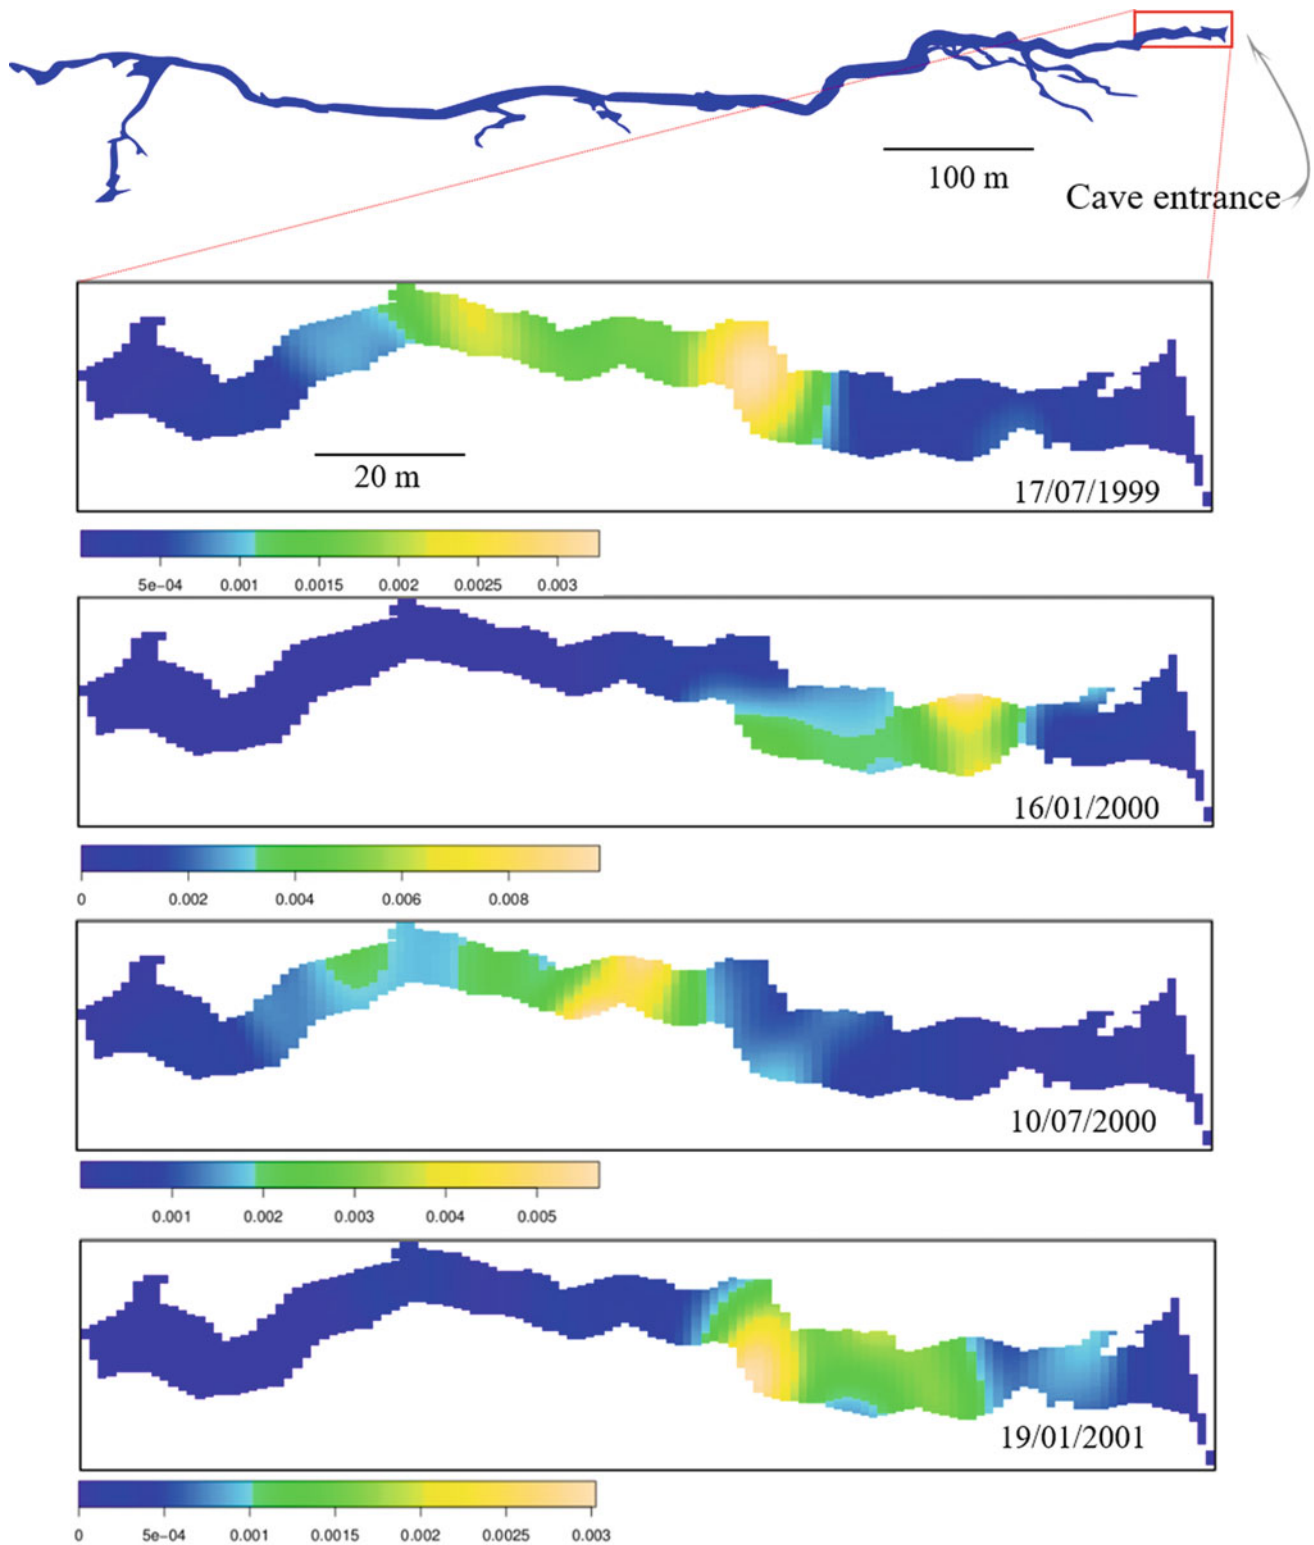 100 m
Cave entrance
20 m
17/07/1999
5e−04 0.001 0.0015 0.002 0.0025 0.003
16/01/2000
0 0.002 0.004 0.006 0.008
10/07/2000
0.001 0.002 0.003 0.004 0.005
19/01/2001
0 5e−04 0.001 0.0015 0.002 0.0025 0.003